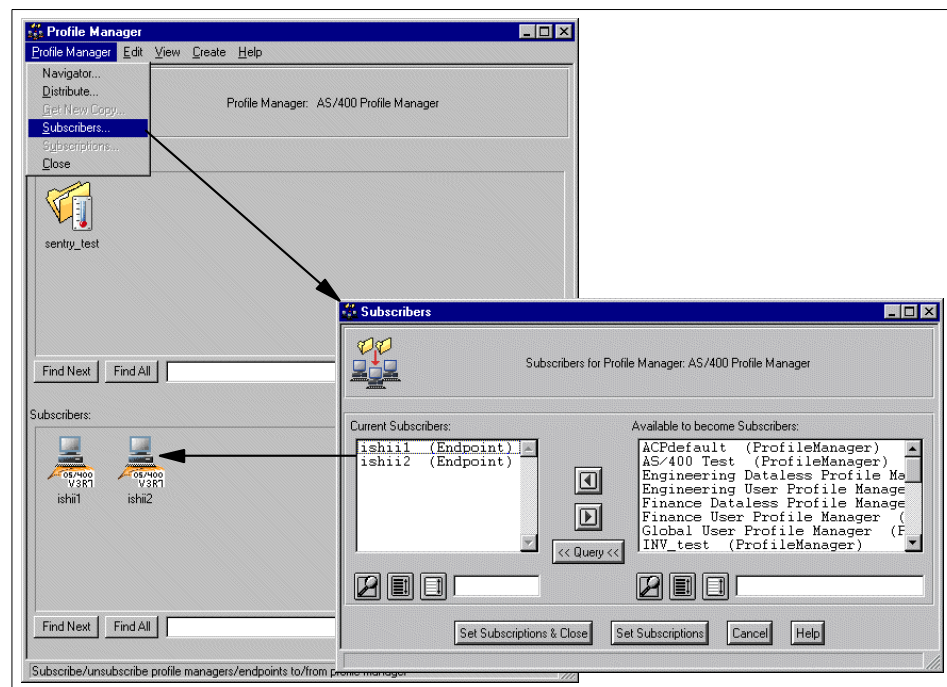 Profile Manager
Profile Manager Edit View Create Help
Navigator...
Distribute...
Get New Copy...
Subscribers...
Subscriptions...
Close
Profile Manager: AS/400 Profile Manager
sentry_test
Find Next Find All
Subscribers:
OS/400 V3R7
OS/400 V3R7
ishii1 ishii2
Find Next Find All
Subscribe/unsubscribe profile managers/endpoints to/from profile manager
Subscribers
Subscribers for Profile Manager: AS/400 Profile Manager
Current Subscribers:
ishii1 (Endpoint)
ishii2 (Endpoint)
<< Query <<
Available to become Subscribers:
ACPdefault (ProfileManager)
AS/400 Test (ProfileManager)
Engineering Dataless Profile Ma
Engineering User Profile Manage
Finance Dataless Profile Manage
Finance User Profile Manager (
Global User Profile Manager (P
INV_test (ProfileManager)
Set Subscriptions & Close Set Subscriptions Cancel Help